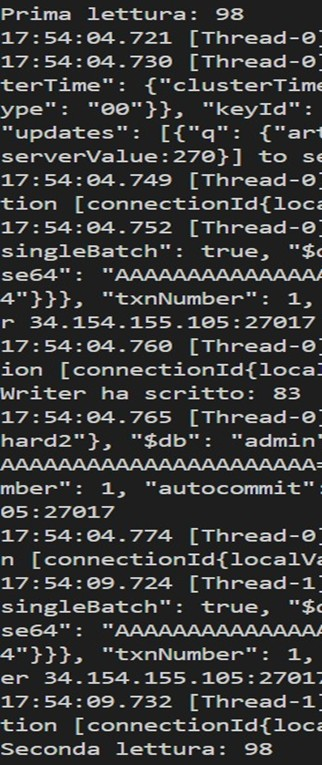 Prima lettura: 98
17:54:04.721 [Thread-0]
17:54:04.730 [Thread-0]
terTime": {"clusterTime
ype": "00"}}, "keyId":
"updates": [{"q": {"art
serverValue:270}] to se
17:54:04.749 [Thread-0]
tion [connectionId{loca
17:54:04.752 [Thread-0]
singleBatch": true, "$c
se64": "AAAAAAAAAAAAAAA
4"}}}, "txnNumber": 1,
r 34.154.155.105:27017
17:54:04.760 [Thread-0]
ion [connectionId{local
Writer ha scritto: 83
17:54:04.765 [Thread-0]
hard2"}, "$db": "admin"
AAAAAAAAAAAAAAAAAAAAAA=
mber": 1, "autocommit":
05:27017
17:54:04.774 [Thread-0]
n [connectionId{localVa
17:54:09.724 [Thread-1]
singleBatch": true, "$c
se64": "AAAAAAAAAAAAAAA
4"}}}, "txnNumber": 1,
er 34.154.155.105:27017
17:54:09.732 [Thread-1]
tion [connectionId{loca
Seconda lettura: 98